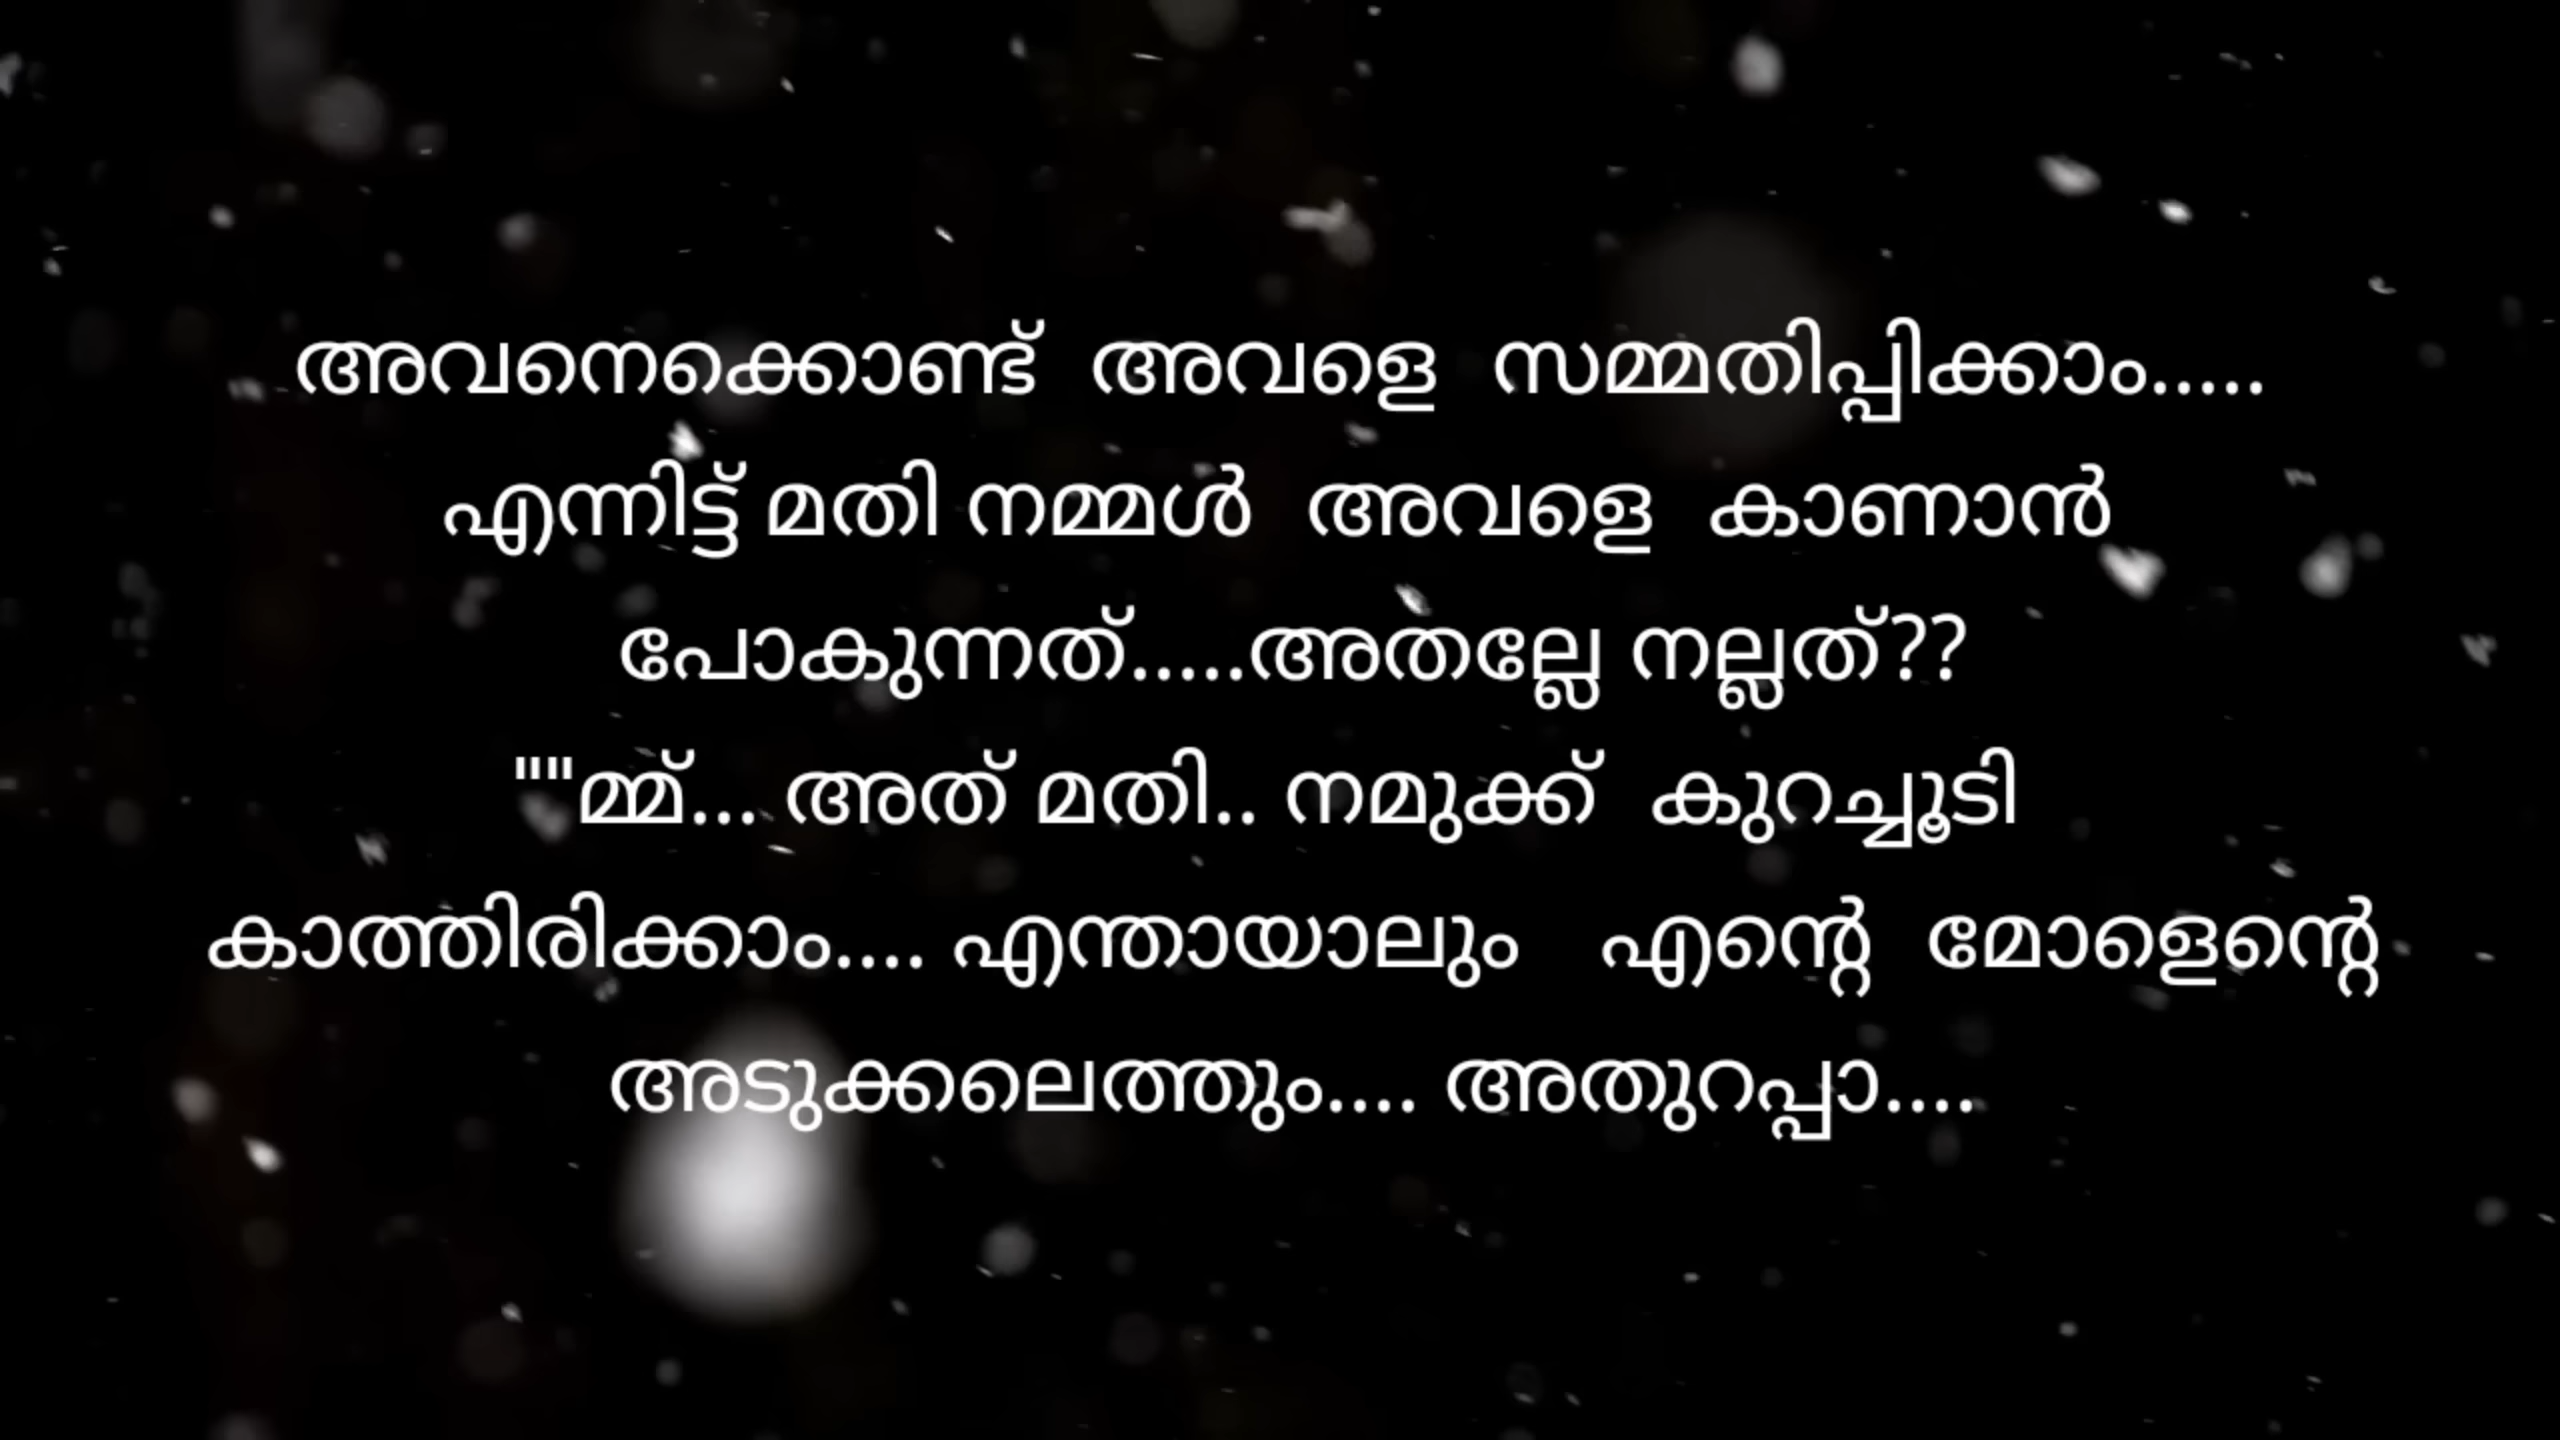 അവനെക്കൊണ്ട് അവളെ സമ്മതിപ്പിക്കാം.....
എന്നിട്ട് മതി നമ്മൾ അവളെ കാണാൻ
പോകുന്നത്.....അതല്ലേ നല്ലത്??
""മ്മ്... അത് മതി.. നമുക്ക് കുറച്ചൂടി
കാത്തിരിക്കാം.... എന്തായാലും എന്റെ മോളെന്റെ
അടുക്കലെത്തും.... അതുറപ്പാ....